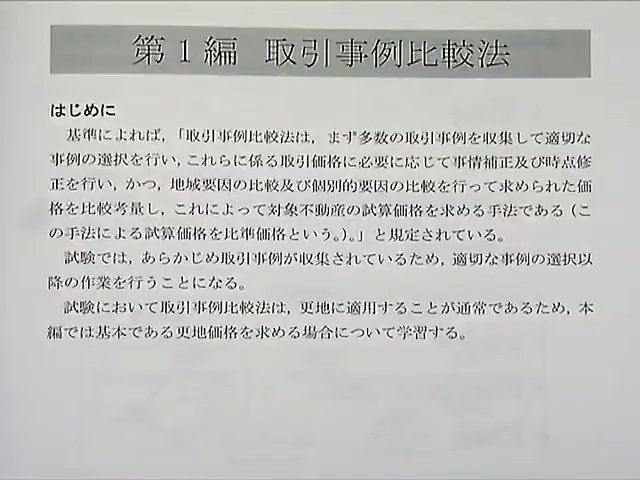 第1編 取引事例比較法
はじめに
基準によれば,「取引事例比較法は,まず多数の取引事例を収集して適切な
事例の選択を行い,これらに係る取引価格に必要に応じて事情補正及び時点修
正を行い,かつ,地域要因の比較及び個別的要因の比較を行って求められた価
格を比較考量し,これによって対象不動産の試算価格を求める手法である(こ
の手法による試算価格を比準価格という。)。」と規定されている。
試験では,あらかじめ取引事例が収集されているため,適切な事例の選択以
降の作業を行うことになる。
試験において取引事例比較法は,更地に適用することが通常であるため,本
編では基本である更地価格を求める場合について学習する。